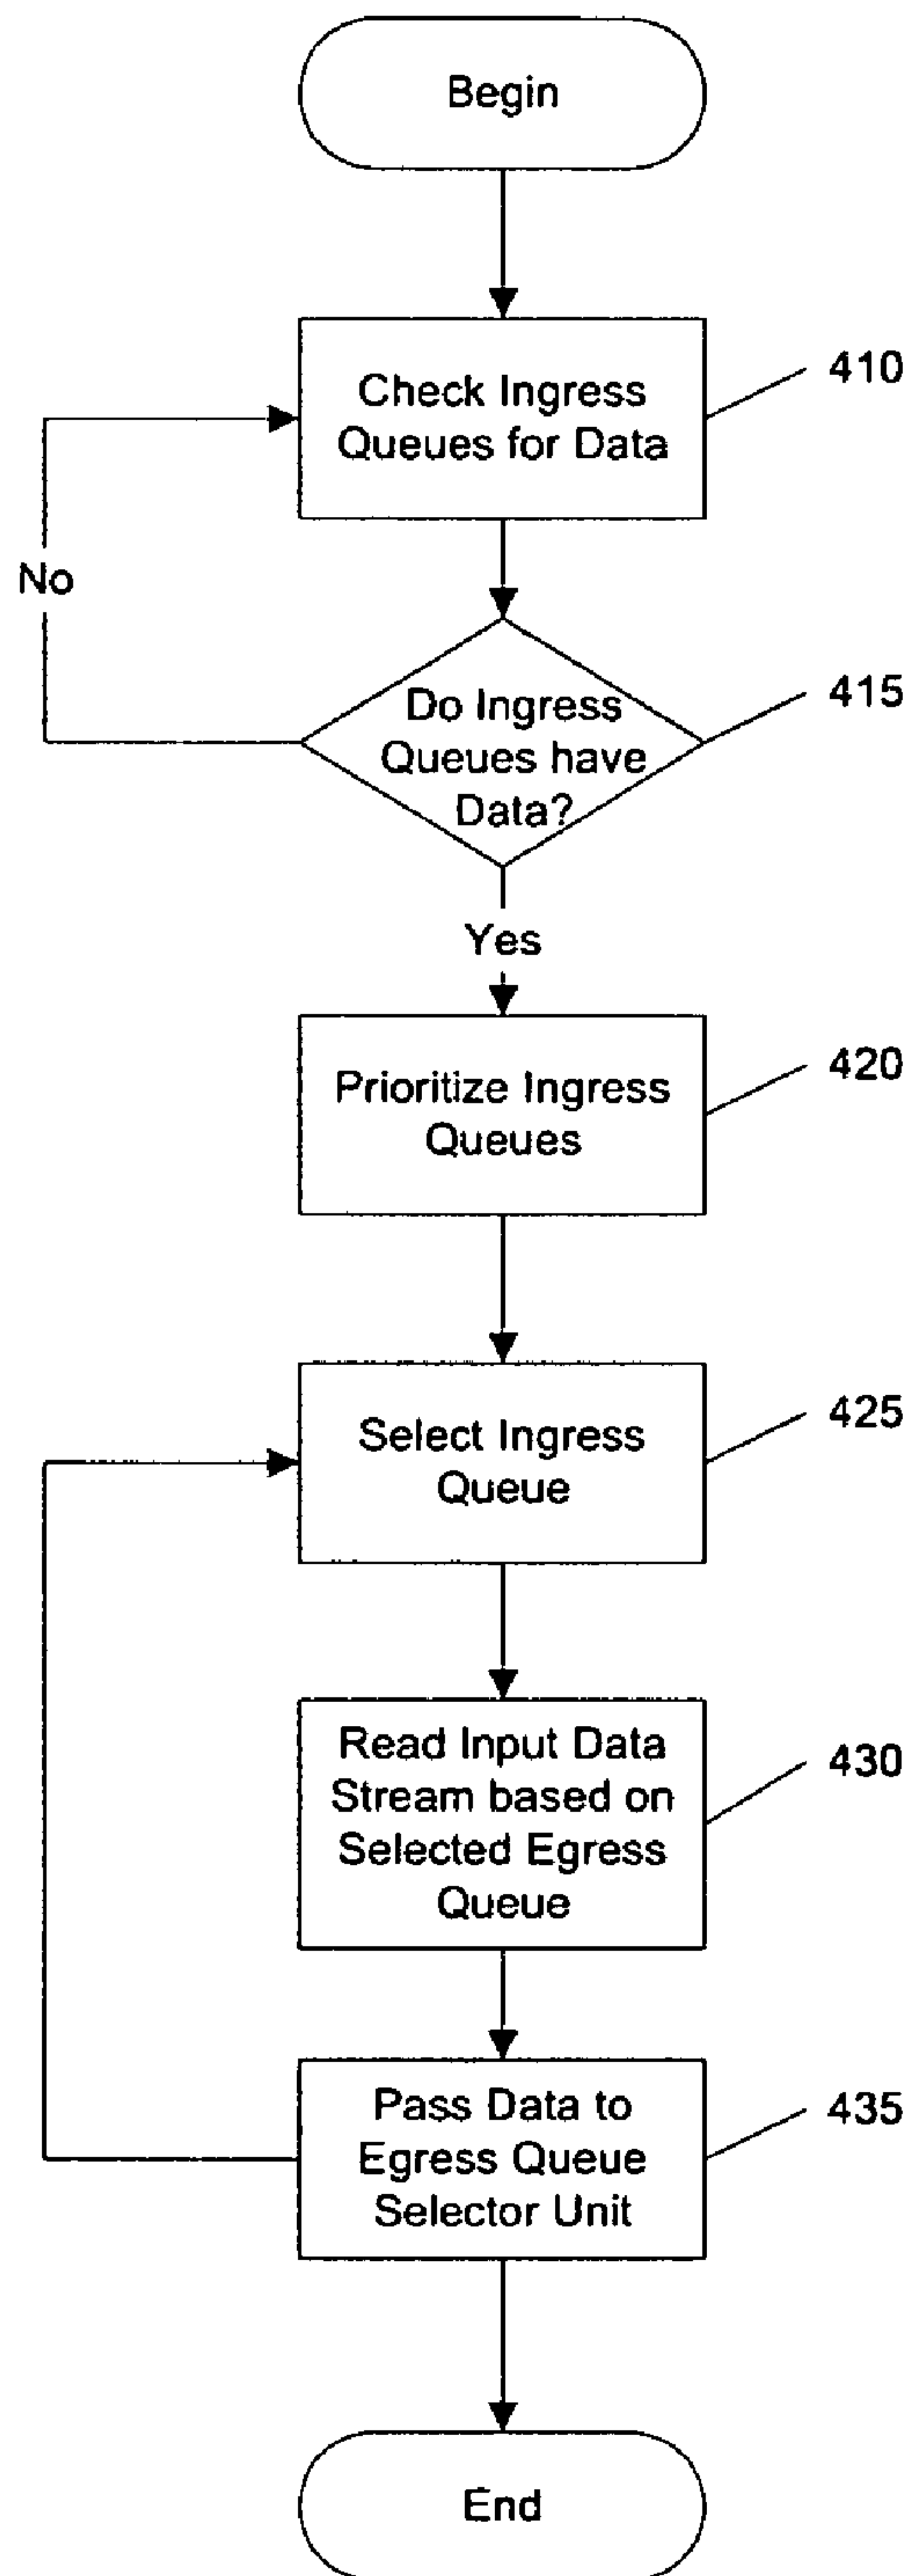 Begin
Check Ingress
Queues for Data
410
No
Do Ingress
Queues have
Data?
415
Yes
Prioritize Ingress
Queues
420
Select Ingress
Queue
425
Read Input Data
Stream based on
Selected Egress
Queue
430
Pass Data to
Egress Queue
Selector Unit
435
End